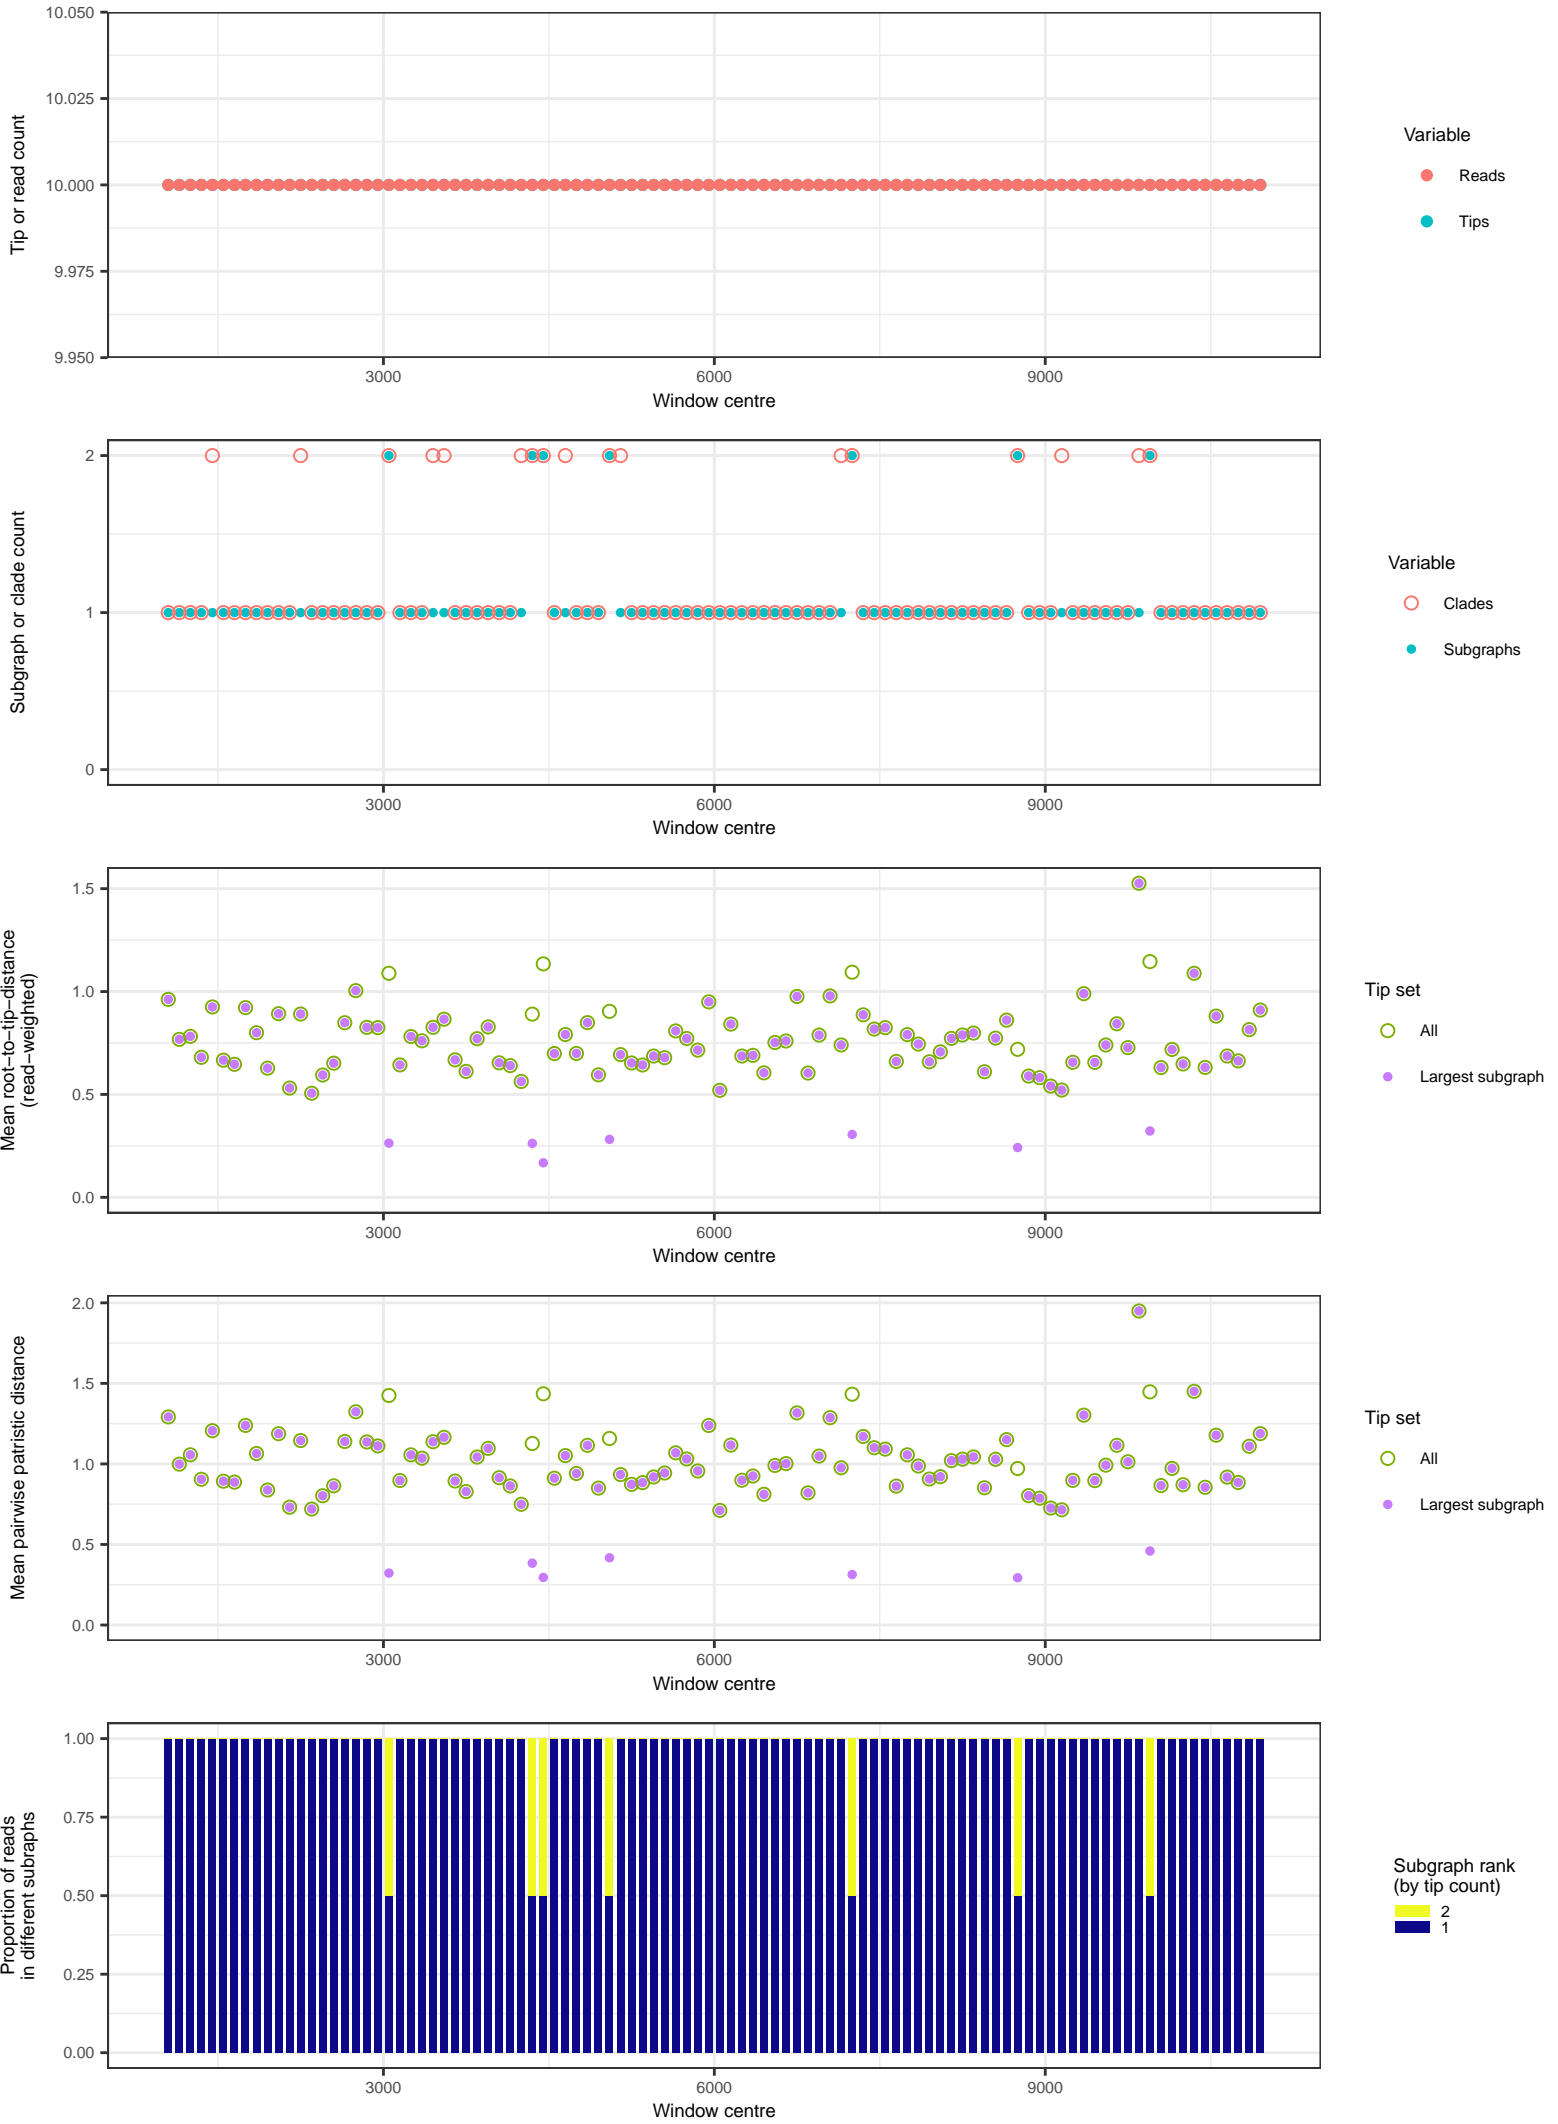 10.050
10.025
10.000
9.975
9.950
Tip or read count
3000 6000 9000
Window centre
Variable
Reads
Tips
2
1
0
Subgraph or clade count
3000 6000 9000
Window centre
Variable
Clades
Subgraphs
1.5
1.0
0.5
0.0
Mean root−to−tip−distance
(read−weighted)
3000 6000 9000
Window centre
Tip set
All
Largest subgraph
2.0
1.5
1.0
0.5
0.0
Mean pairwise patristic distance
3000 6000 9000
Window centre
Tip set
All
Largest subgraph
1.00
0.75
0.50
0.25
0.00
Proportion of reads
in different subraphs
3000 6000 9000
Window centre
Subgraph rank
(by tip count)
2
1